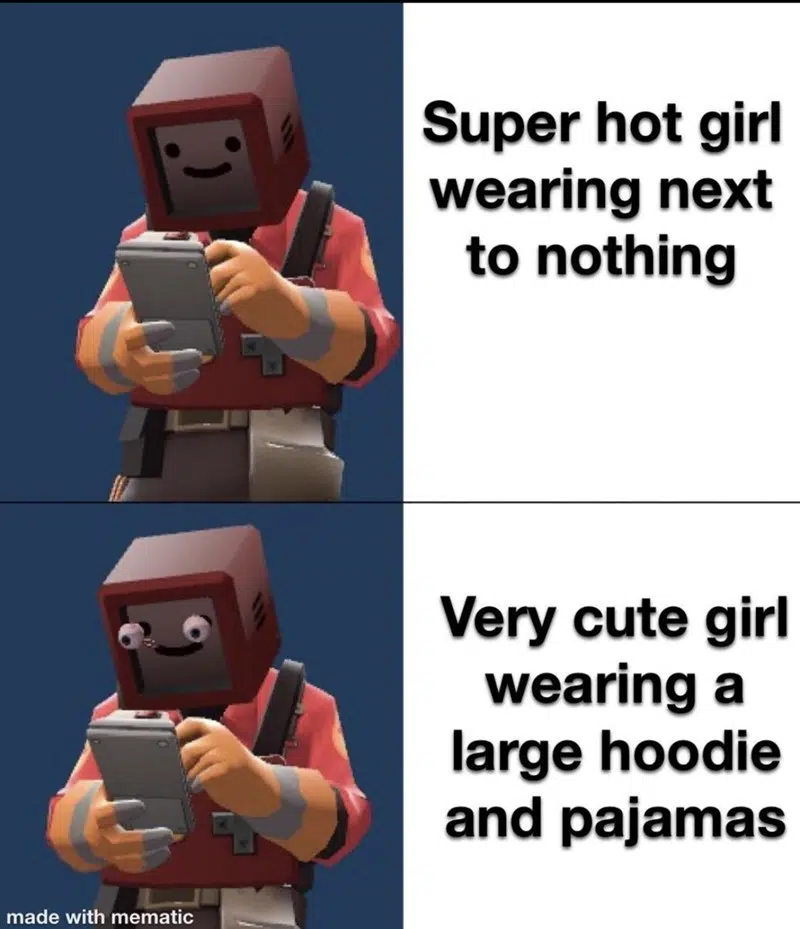 Super hot girl
wearing next
to nothing
Very cute girl
wearing a
large hoodie
and pajamas
made with mematic